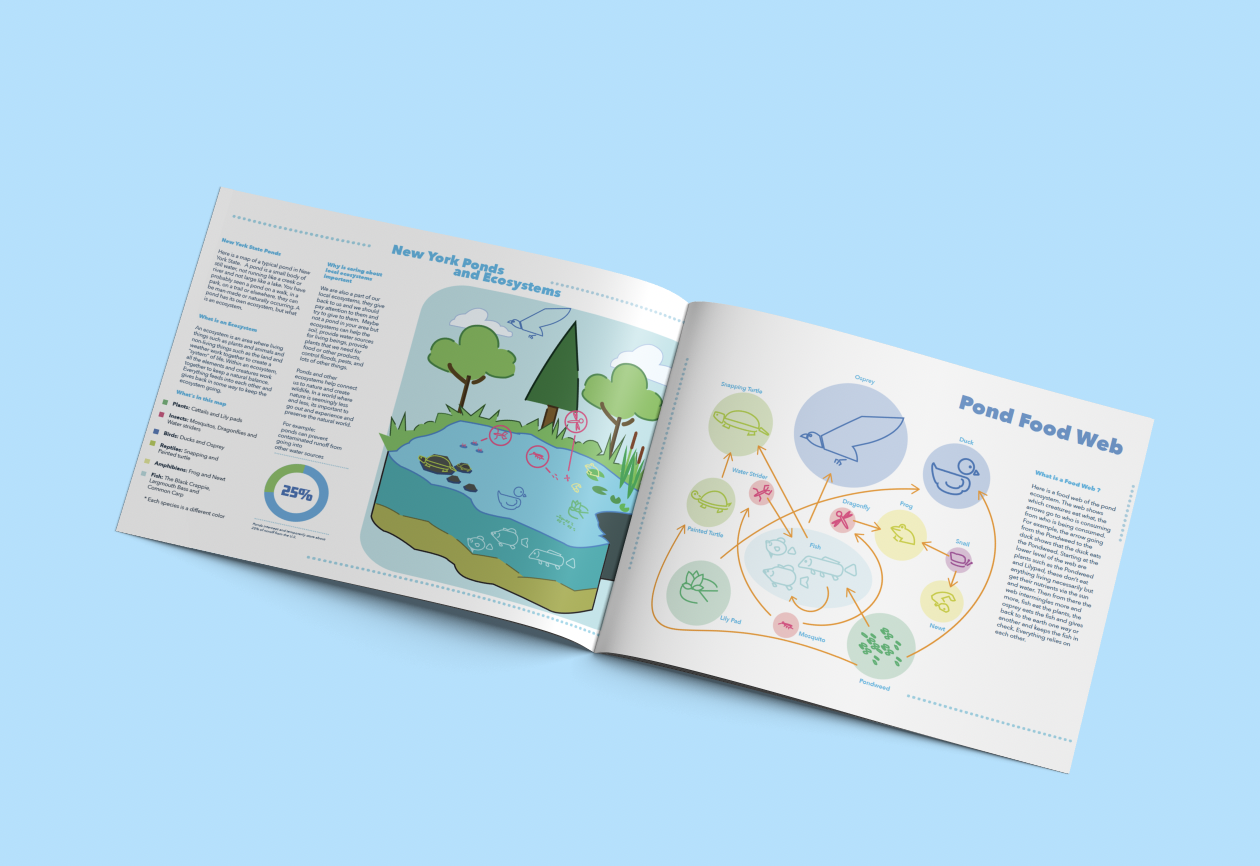 New York Ponds
and Ecosystems
New York State Ponds
Here is a map of a typical pond in New
York State. A pond is a small body of
still water, not running like a creek or
river and not large like a lake. You have
probably seen a pond on a walk, in a
park, on a trail or elsewhere, they can
be man-made or naturally occurring. A
pond has its own ecosystem, but what
is an ecosystem.
What is an Ecosystem
An ecosystem is an area where living
things such as plants and animals and
non-living things such as the land and
weather work together to create a
"system" of life. Within an ecosystem,
all the elements and creatures work
together to keep a natural balance.
Everything feeds into each other and
gives back in some way to keep the
ecosystem going.
What's in this map
Plants: Cattails and Lily pads
Insects: Mosquitos, Dragonflies and
Water striders
Birds: Ducks and Osprey
Reptiles: Snapping and
Painted turtle
Amphibians: Frog and Newt
Fish: The Black Crappie,
Largmouth Bass and
Common Carp
* Each species is a different color
Why is caring about
local ecosystems
important
We are also a part of our
local ecosystems, they give
back to us and we should
pay attention to them and
try to give to them. Maybe
not a pond in your area but
ecosystems can help the
soil, provide water sources
for living beings, provide
plants that we need for
food or other products,
control floods, pests, and
lots of other things.
Ponds and other
ecosystems help connect
us to nature and create
wildlife. In a world where
nature is seemingly less
and less, its important to
go out and experience and
preserve the natural world.
For example:
ponds can prevent
contaminated runoff from
going into
other water sources
25%
Pond Food Web
What is a Food Web ?
Here is a food web of the pond
ecosystem. The web shows
which creatures eat what, the
arrows go to who is consuming
from who is being consumed.
For example, the arrow going
from the Pondweed to the
duck shows that the duck eats
the Pondweed. Starting at the
lower level of the web are
plants such as the Pondweed
and Lilypad, these don't eat
anything living necessarily but
get their nutrients via the sun
and water. Then from there the
web intermingles more and
more, fish eat the plants, the
osprey eats the fish and gives
back to the earth one way or
another and keeps the fish in
check. Everything relies on
each other.
Osprey
Snapping Turtle
Duck
Water Strider
Dragonfly
Frog
Painted Turtle
Fish
Snail
Newt
Lily Pad
Mosquito
Pondweed